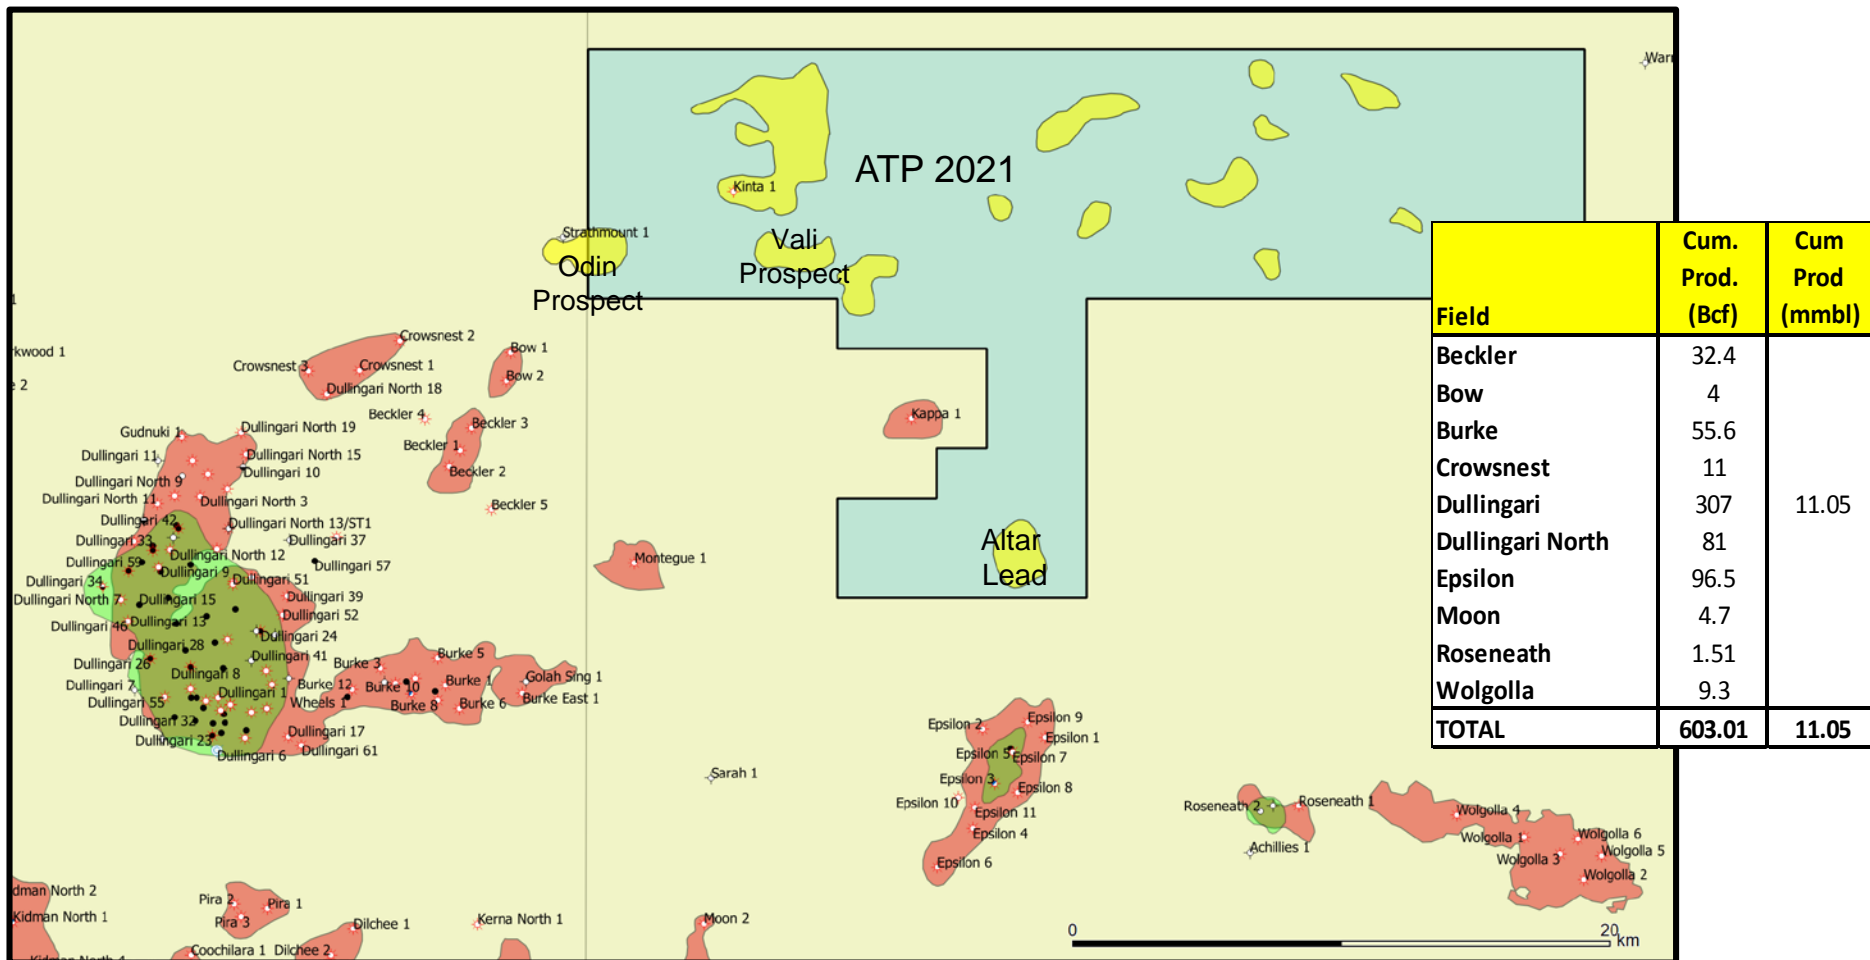 Warr
ATP 2021
Kinta 1
Strathmount 1
Vali
Prospect
Odin
Prospect
1
rkwood 1
e 2
Crowsnest 2
Crowsnest 3
Crowsnest 1
Dullingari North 18
Bow 1
Bow 2
Beckler 4
Beckler 3
Beckler 1
Beckler 2
Beckler 5
Kappa 1
Gudnuki 1
Dullingari North 19
Dullingari 11
Dullingari North 15
Dullingari 10
Dullingari North 9
Dullingari North 11
Dullingari North 3
Dullingari 42
Dullingari North 13/ST1
Dullingari 33
Dullingari 37
Dullingari North 12
Dullingari 59
Dullingari 9
Dullingari 57
Dullingari 34
Dullingari 51
Dullingari North 7
Dullingari 15
Dullingari 39
Dullingari 46
Dullingari 13
Dullingari 52
Dullingari 24
Dullingari 28
Dullingari 26
Dullingari 41
Dullingari 8
Dullingari 7
Dullingari 1
Dullingari 55
Wheels 1
Dullingari 32
Dullingari 17
Dullingari 23
Dullingari 61
Dullingari 6
Montegue 1
Altar
Lead
Burke 3
Burke 5
Burke 12
Burke 10
Burke 1
Burke 8
Burke 6
Golah Sing 1
Burke East 1
Sarah 1
Epsilon 2
Epsilon 9
Epsilon 1
Epsilon 5
Epsilon 7
Epsilon 3
Epsilon 8
Epsilon 10
Epsilon 11
Epsilon 4
Epsilon 6
Roseneath 2
Roseneath 1
Achillies 1
Wolgolla 4
Wolgolla 1
Wolgolla 6
Wolgolla 3
Wolgolla 5
Wolgolla 2
dman North 2
Kidman North 1
Kidman North 4
Pira 2
Pira 1
Pira 3
Coochilara 1
Dilchee 1
Dilchee 2
Kerna North 1
Moon 2
0 20 km
Field Cum. Prod. (Bcf) Cum Prod (mmbl)
Beckler 32.4
Bow 4
Burke 55.6
Crowsnest 11
Dullingari 307 11.05
Dullingari North 81
Epsilon 96.5
Moon 4.7
Roseneath 1.51
Wolgolla 9.3
TOTAL 603.01 11.05